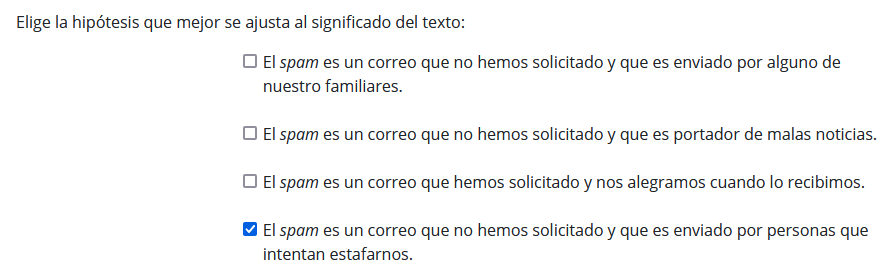 Elige la hipótesis que mejor se ajusta al significado del texto:
El spam es un correo que no hemos solicitado y que es enviado por alguno de
nuestro familiares.
El spam es un correo que no hemos solicitado y que es portador de malas noticias.
El spam es un correo que hemos solicitado y nos alegramos cuando lo recibimos.
El spam es un correo que no hemos solicitado y que es enviado por personas que
intentan estafarnos.